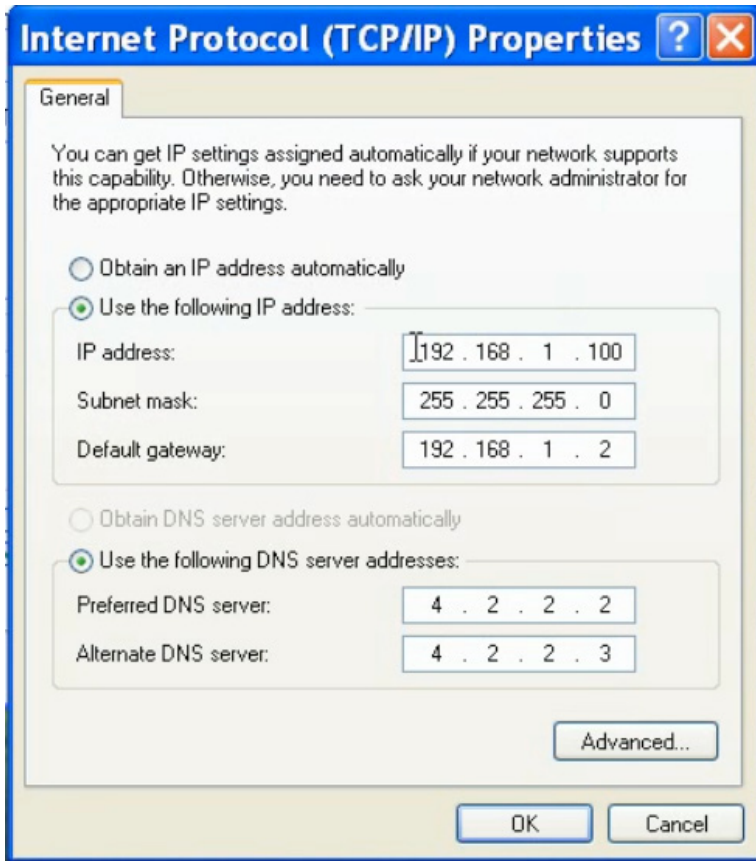 Internet Protocol (TCP/IP) Properties ?
General
You can get IP settings assigned automatically if your network supports
this capability. Otherwise, you need to ask your network administrator for
the appropriate IP settings.
Obtain an IP address automatically
Use the following IP address:
IP address: 192 . 168 . 1 . 100
Subnet mask: 255 . 255 . 255 . 0
Default gateway: 192 . 168 . 1 . 2
Obtain DNS server address automatically
Use the following DNS server addresses:
Preferred DNS server: 4 . 2 . 2 . 2
Alternate DNS server: 4 . 2 . 2 . 3
Advanced...
OK Cancel